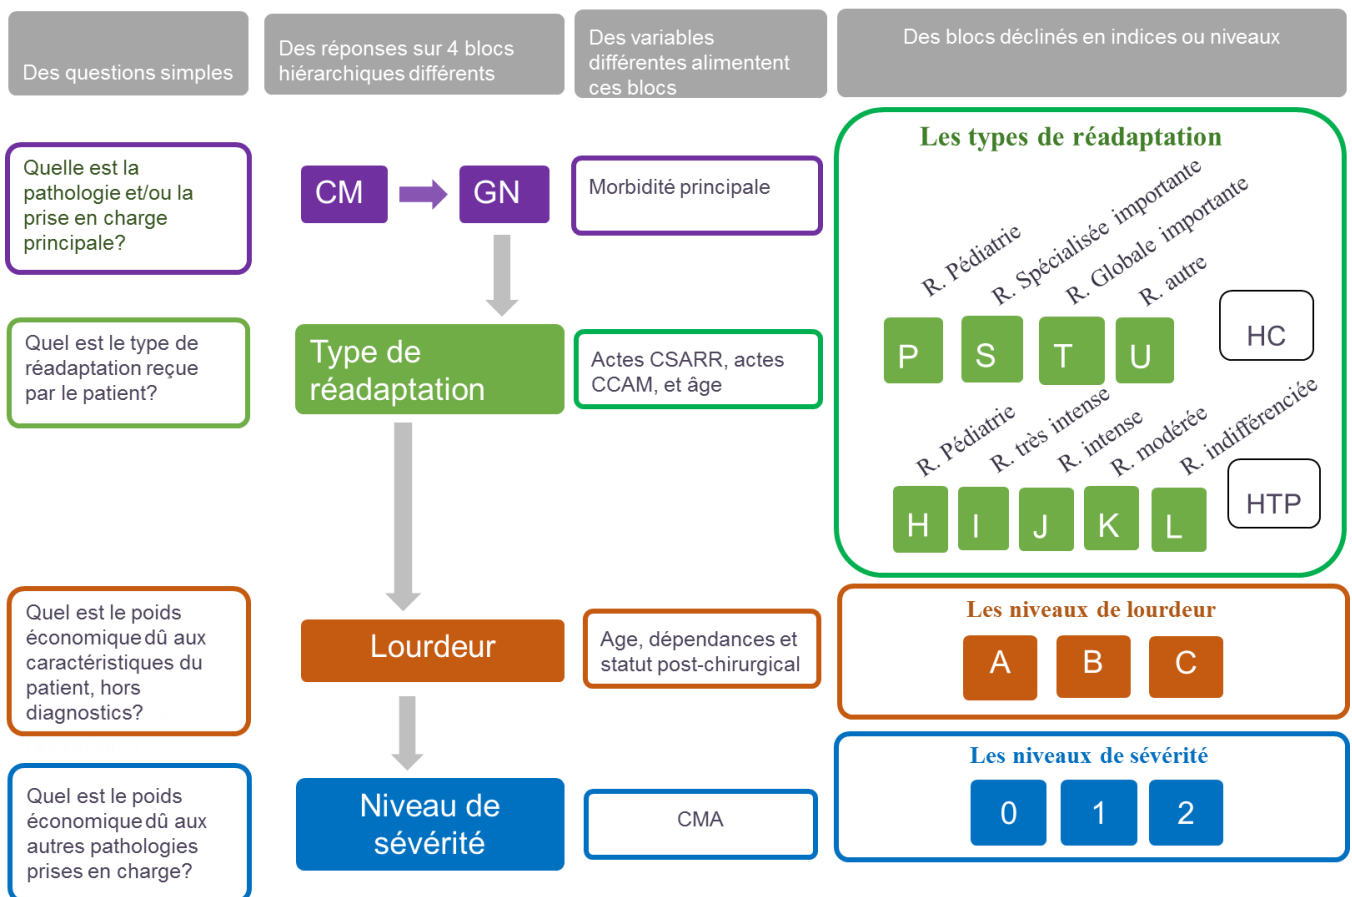 Des questions simples
Des réponses sur 4 blocs
hiérarchiques différents
Des variables
différentes alimentent
ces blocs
Des blocs déclinés en indices ou niveaux
Quelle est la
pathologie et/ou la
prise en charge
principale?
CM
GN
Morbidité principale
Les types de réadaptation
R. Pédiatrie
R. Spécialisée importante
R. Globale importante
R. autre
P
S
T
U
HC
Quel est le type de
réadaptation reçue
par le patient?
Type de
réadaptation
Actes CSARR, actes
CCAM, et âge
R. Pédiatrie
R. très intense
R. intense
R. modérée
R. indifférenciée
H
I
J
K
L
HTP
Quel est le poids
économique dû aux
caractéristiques du
patient, hors
diagnostics?
Lourdeur
Age, dépendances et
statut post-chirurgical
Les niveaux de lourdeur
A
B
C
Quel est le poids
économique dû aux
autres pathologies
prises en charge?
Niveau de
sévérité
CMA
Les niveaux de sévérité
0
1
2